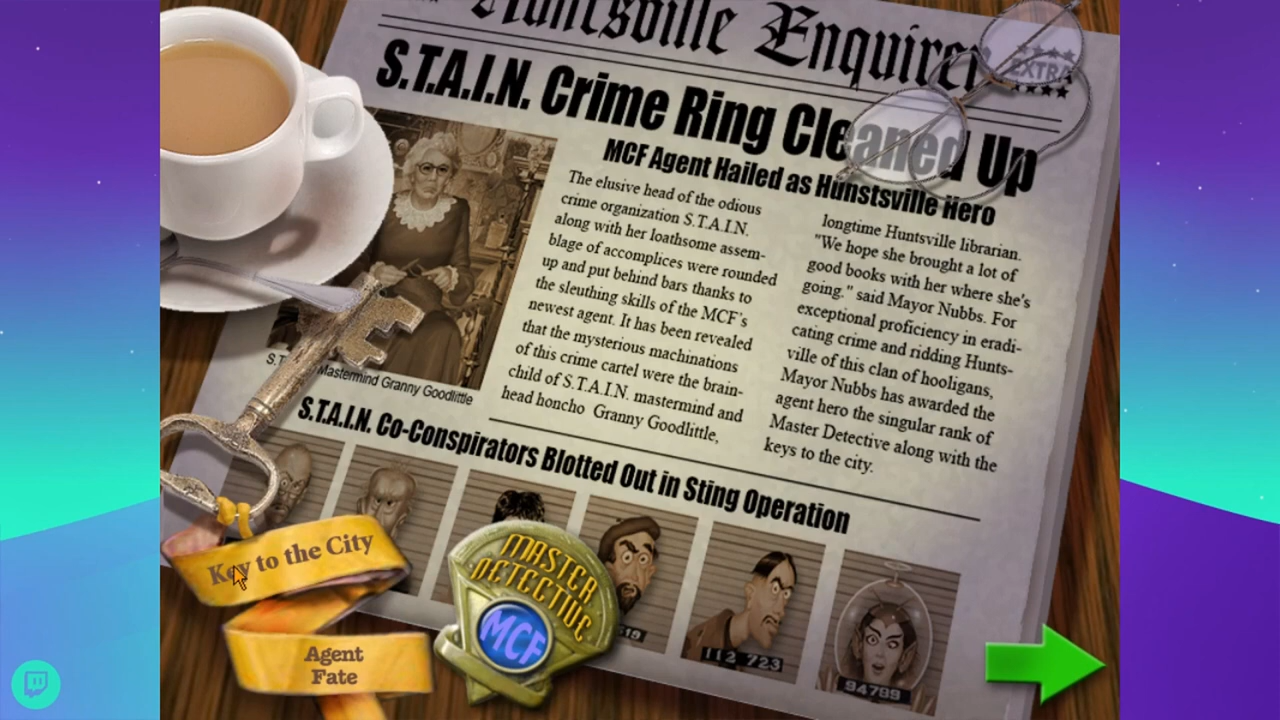 Huntsville Enquirer
EXTRA
S.T.A.I.N. Crime Ring Cleaned Up
MCF Agent Hailed as Hunstsville Hero
The elusive head of the odious
crime organization S.T.A.I.N.
along with her loathsome assem-
blage of accomplices were rounded
up and put behind bars thanks to
the sleuthing skills of the MCF's
newest agent. It has been revealed
that the mysterious machinations
of this crime cartel were the brain-
child of S.T.A.I.N. mastermind and
head honcho Granny Goodlittle,
longtime Huntsville librarian.
"We hope she brought a lot of
good books with her where she's
going." said Mayor Nubbs. For
exceptional proficiency in eradi-
cating crime and ridding Hunts-
ville of this clan of hooligans,
Mayor Nubbs has awarded the
agent hero the singular rank of
Master Detective along with the
keys to the city.
Mastermind Granny Goodlittle
S.T.A.I.N. Co-Conspirators Blotted Out in Sting Operation
112 723
94789
Key to the City
Agent
Fate
MASTER
DETECTIVE
MCF